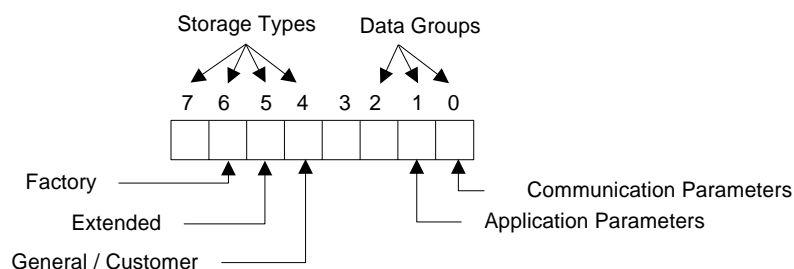 Storage Types
Data Groups
7 6 5 4 3 2 1 0
Factory
Communication Parameters
Extended
Application Parameters
General / Customer